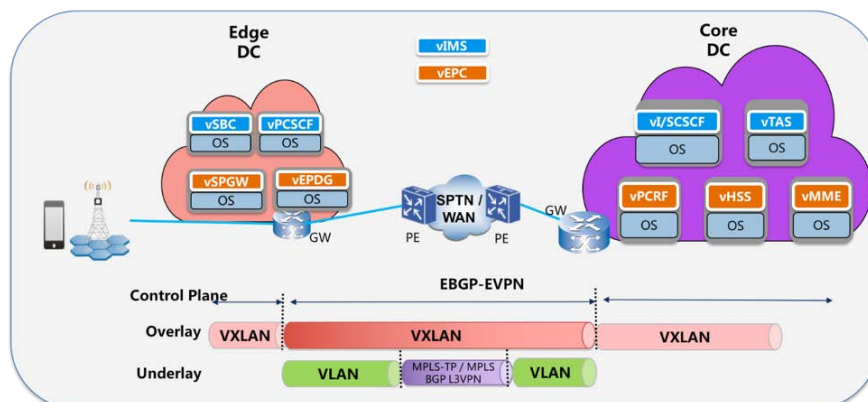 Edge
DC
vIMS
vEPC
Core
DC
vSBC
vPCSCF
OS
OS
vI/SCSCF
vTAS
OS
OS
vSPGW
vEPDG
OS
OS
vPCRF
vHSS
vMME
OS
OS
OS
SPTN /
WAN
GW
PE
PE
GW
EBGP-EVPN
Control Plane
Overlay
VXLAN
VXLAN
VXLAN
Underlay
VLAN
MPLS-TP / MPLS
BGP L3VPN
VLAN